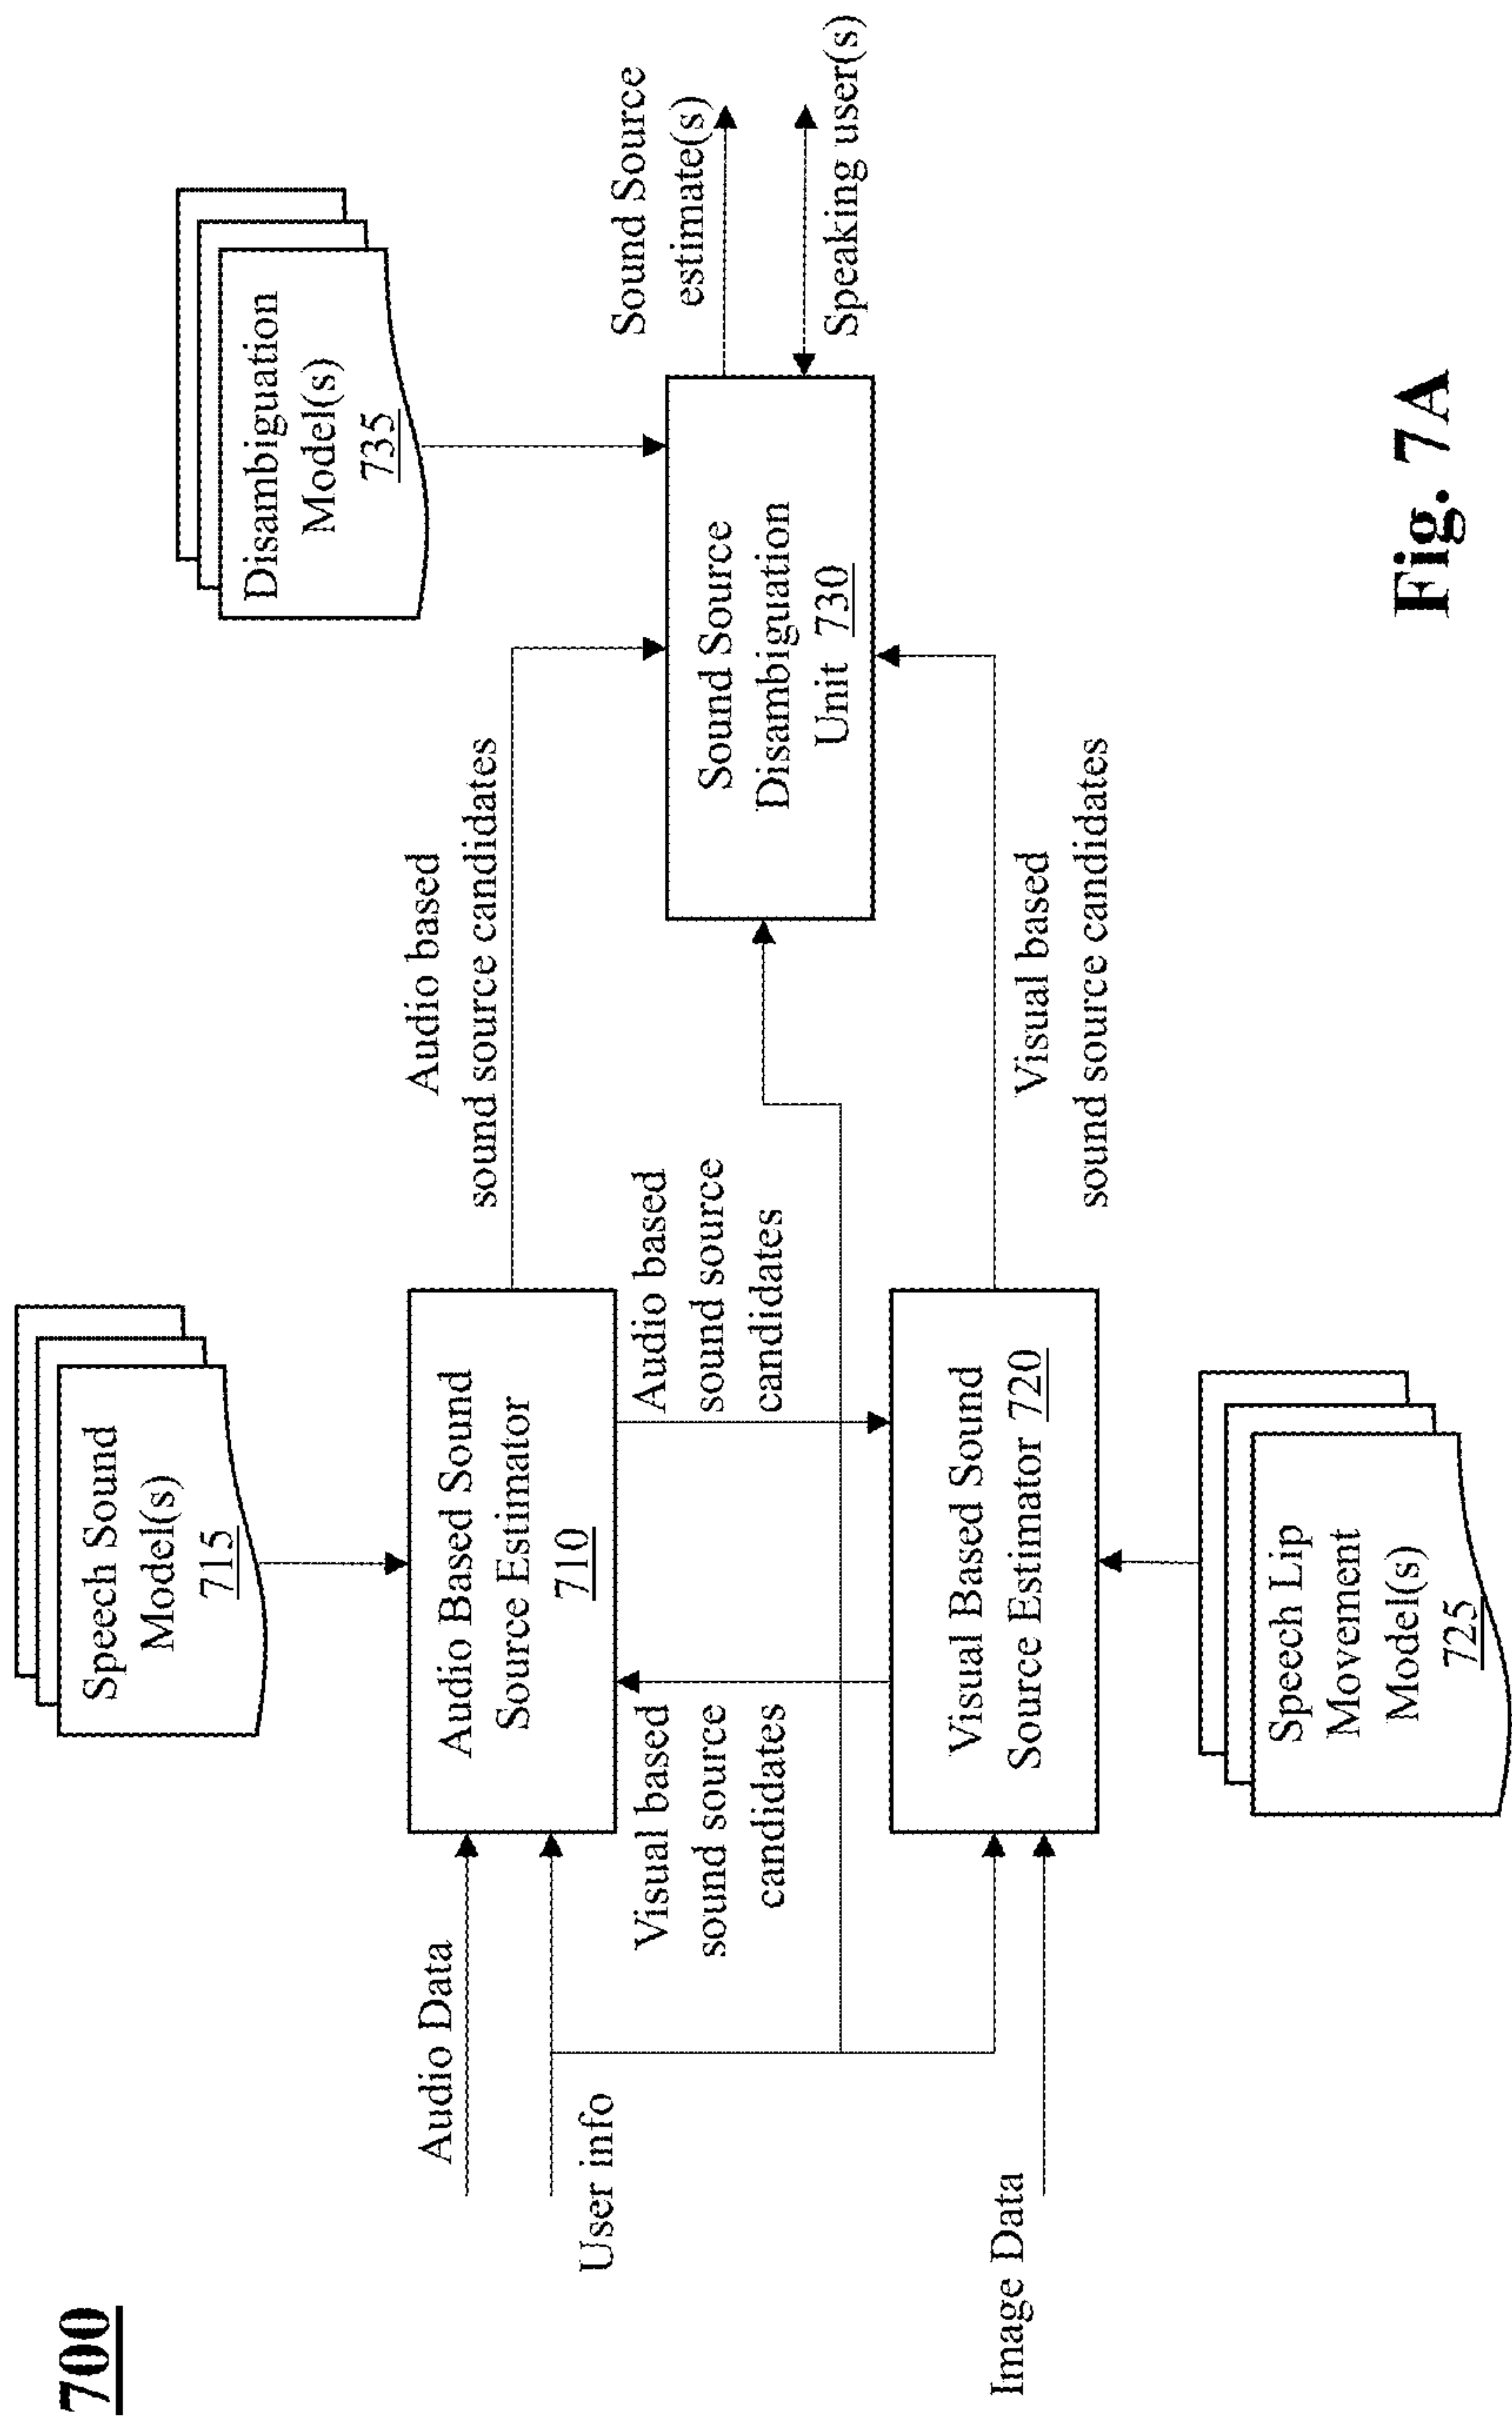 700
Speech Sound
Model(s)
715
Disambiguation
Model(s)
735
Audio Data
User info
Audio Based Sound
Source Estimator
710
Audio based
sound source candidates
Visual based
sound source
candidates
Audio based
sound source
candidates
Sound Source
Disambiguation
Unit 730
Sound Source
estimate(s)
Speaking user(s)
Image Data
Visual Based Sound
Source Estimator 720
Visual based
sound source candidates
Speech Lip
Movement
Model(s)
725
Fig. 7A